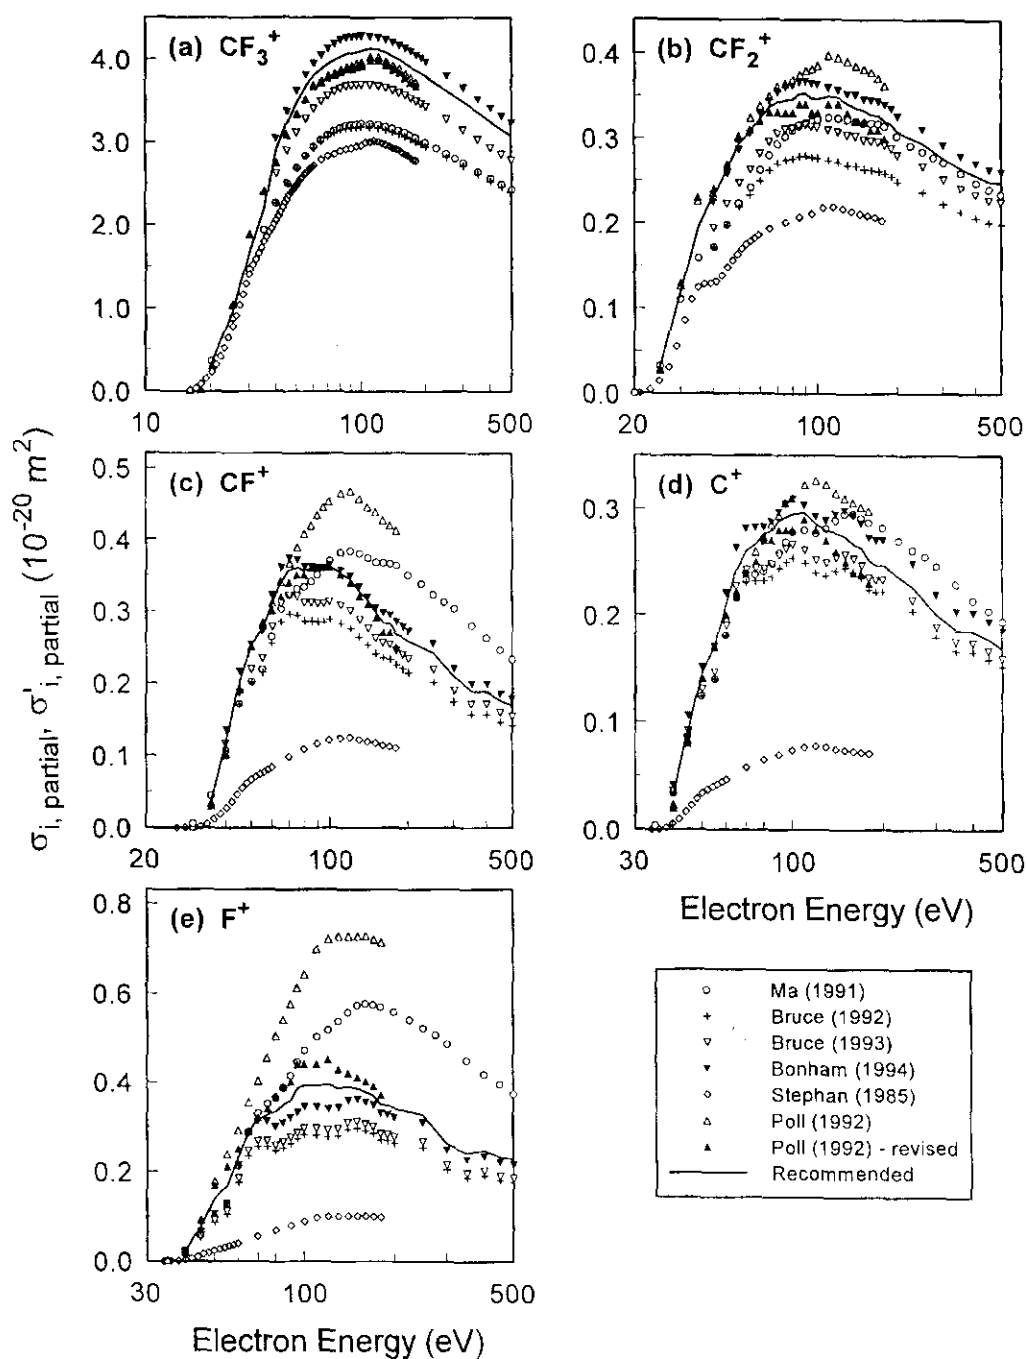 (a) CF3+
4.0
3.0
2.0
1.0
0.0
10 100 500
(b) CF2+
0.4
0.3
0.2
0.1
0.0
20 100 500
(c) CF+
0.5
0.4
0.3
0.2
0.1
0.0
20 100 500
(d) C+
0.3
0.2
0.1
0.0
30 100 500
σi, partial, σ'i, partial (10-20 m2)
(e) F+
0.8
0.6
0.4
0.2
0.0
30 100 500
Electron Energy (eV)
Electron Energy (eV)
Ma (1991)
Bruce (1992)
Bruce (1993)
Bonham (1994)
Stephan (1985)
Poll (1992)
Poll (1992) - revised
Recommended